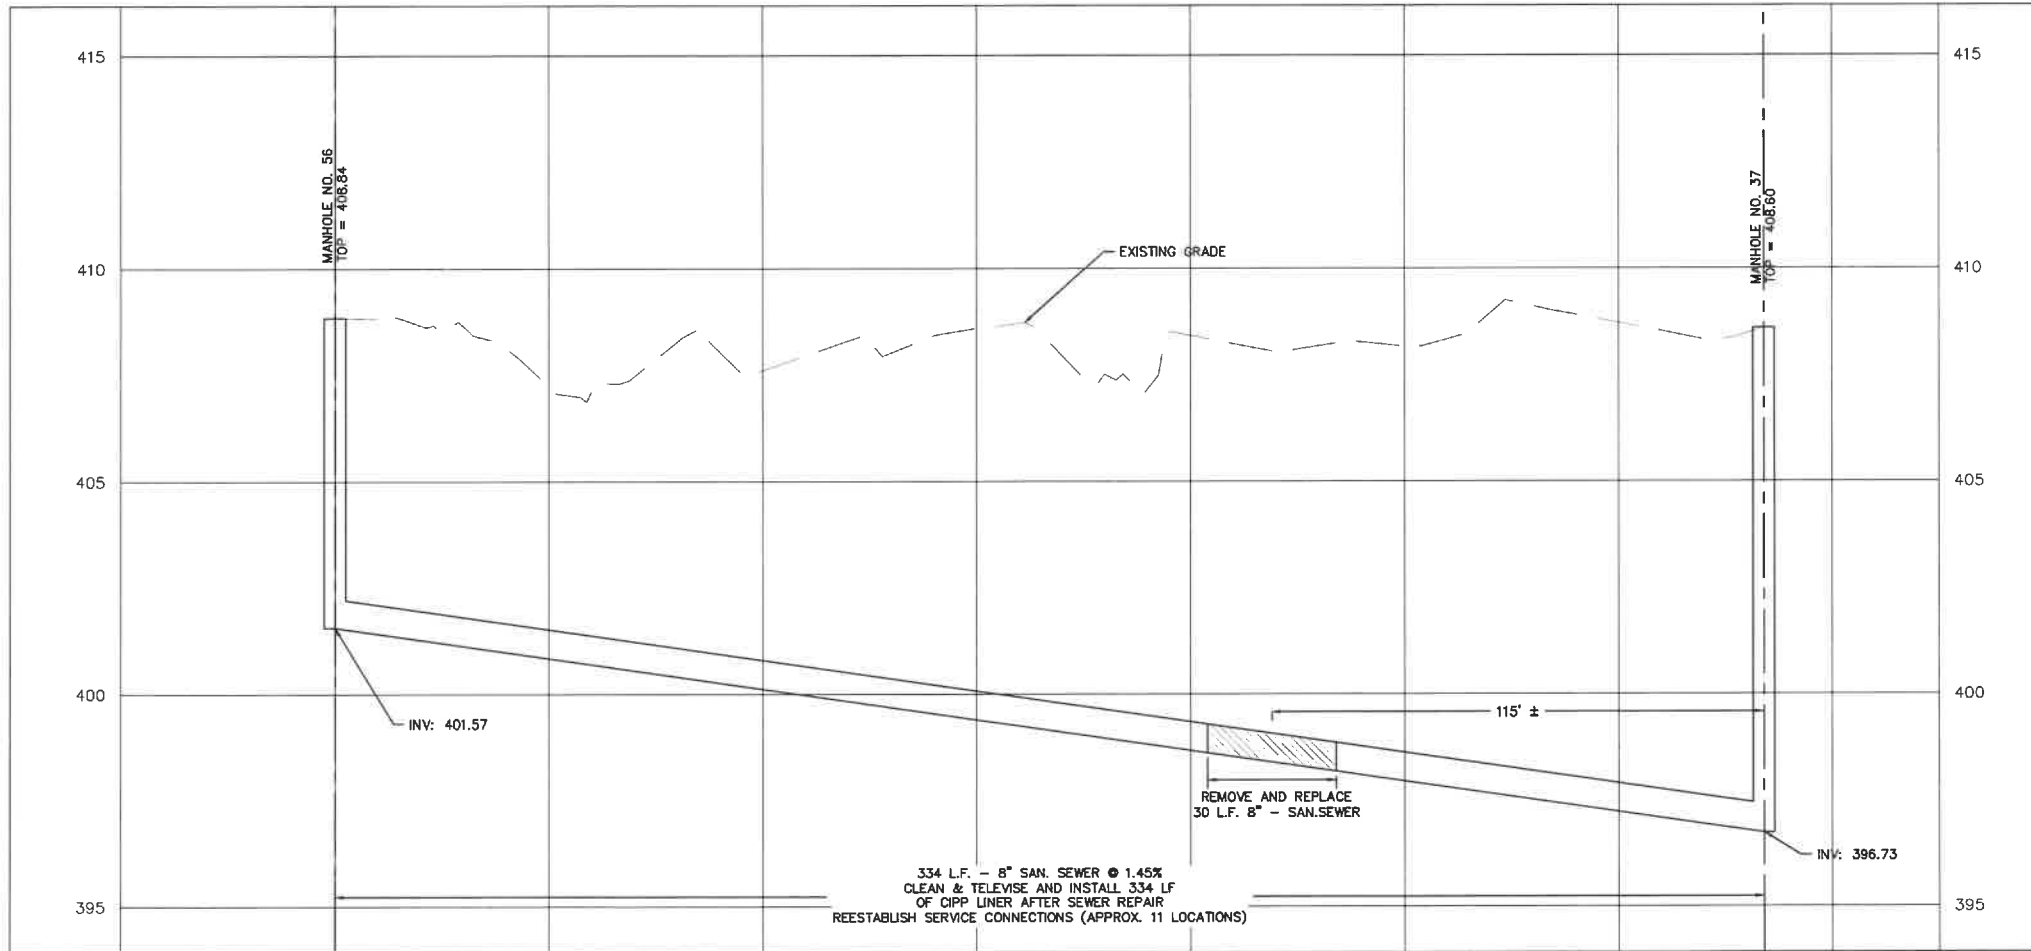 415
415
MANHOLE NO. 56
TOP = 408.84
MANHOLE NO. 37
TOP = 408.60
EXISTING GRADE
410
410
405
405
400
400
115' ±
INV: 401.57
REMOVE AND REPLACE
30 L.F. 8" - SAN.SEWER
INV: 396.73
334 L.F. - 8" SAN. SEWER @ 1.45%
CLEAN & TELEVISE AND INSTALL 334 LF
OF CIPP LINER AFTER SEWER REPAIR
REESTABLISH SERVICE CONNECTIONS (APPROX. 11 LOCATIONS)
395
395